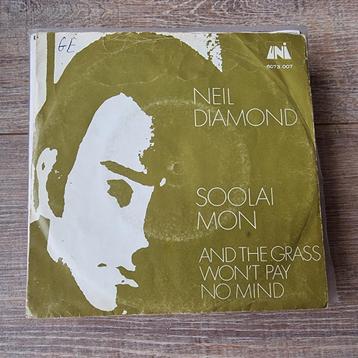 GE
UNI
6073 007
NEIL
DIAMOND
SOOLAI
MON
AND THE GRASS
WON'T PAY
NO MIND